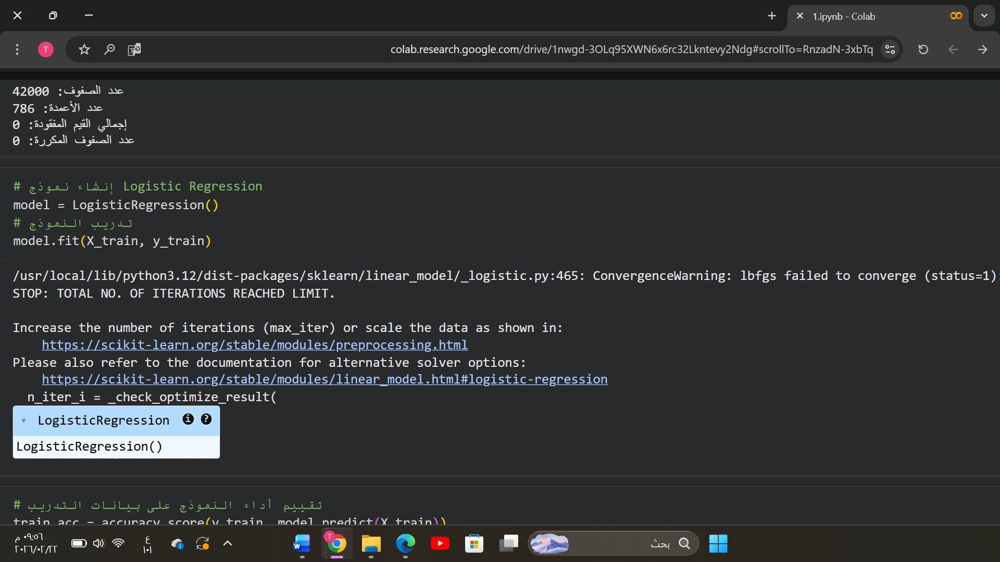 1.ipynb - Colab
T
colab.research.google.com/drive/1nwgd-3OLq95XWN6x6rc32Lkntevy2Ndg#scrollTo=RnzadN-3xbTq
عدد الصفوف: 42000
عدد الأعمدة: 786
إجمالي القيم المفقودة: 0
عدد الصفوف المكررة: 0
# إنشاء نموذج Logistic Regression
model = LogisticRegression()
# تدريب النموذج
model.fit(X_train, y_train)
/usr/local/lib/python3.12/dist-packages/sklearn/linear_model/_logistic.py:465: ConvergenceWarning: lbfgs failed to converge (status=1):
STOP: TOTAL NO. OF ITERATIONS REACHED LIMIT.
Increase the number of iterations (max_iter) or scale the data as shown in:
https://scikit-learn.org/stable/modules/preprocessing.html
Please also refer to the documentation for alternative solver options:
https://scikit-learn.org/stable/modules/linear_model.html#logistic-regression
n_iter_i = _check_optimize_result(
LogisticRegression
LogisticRegression()
# تقييم أداء النموذج على بيانات التدريب
train_acc = accuracy_score(y_train, model.predict(X_train))
٠٩:٥٦ م
٢٠٢٦/٠٢/٢٢
ع
١٠١
W
T
بحث